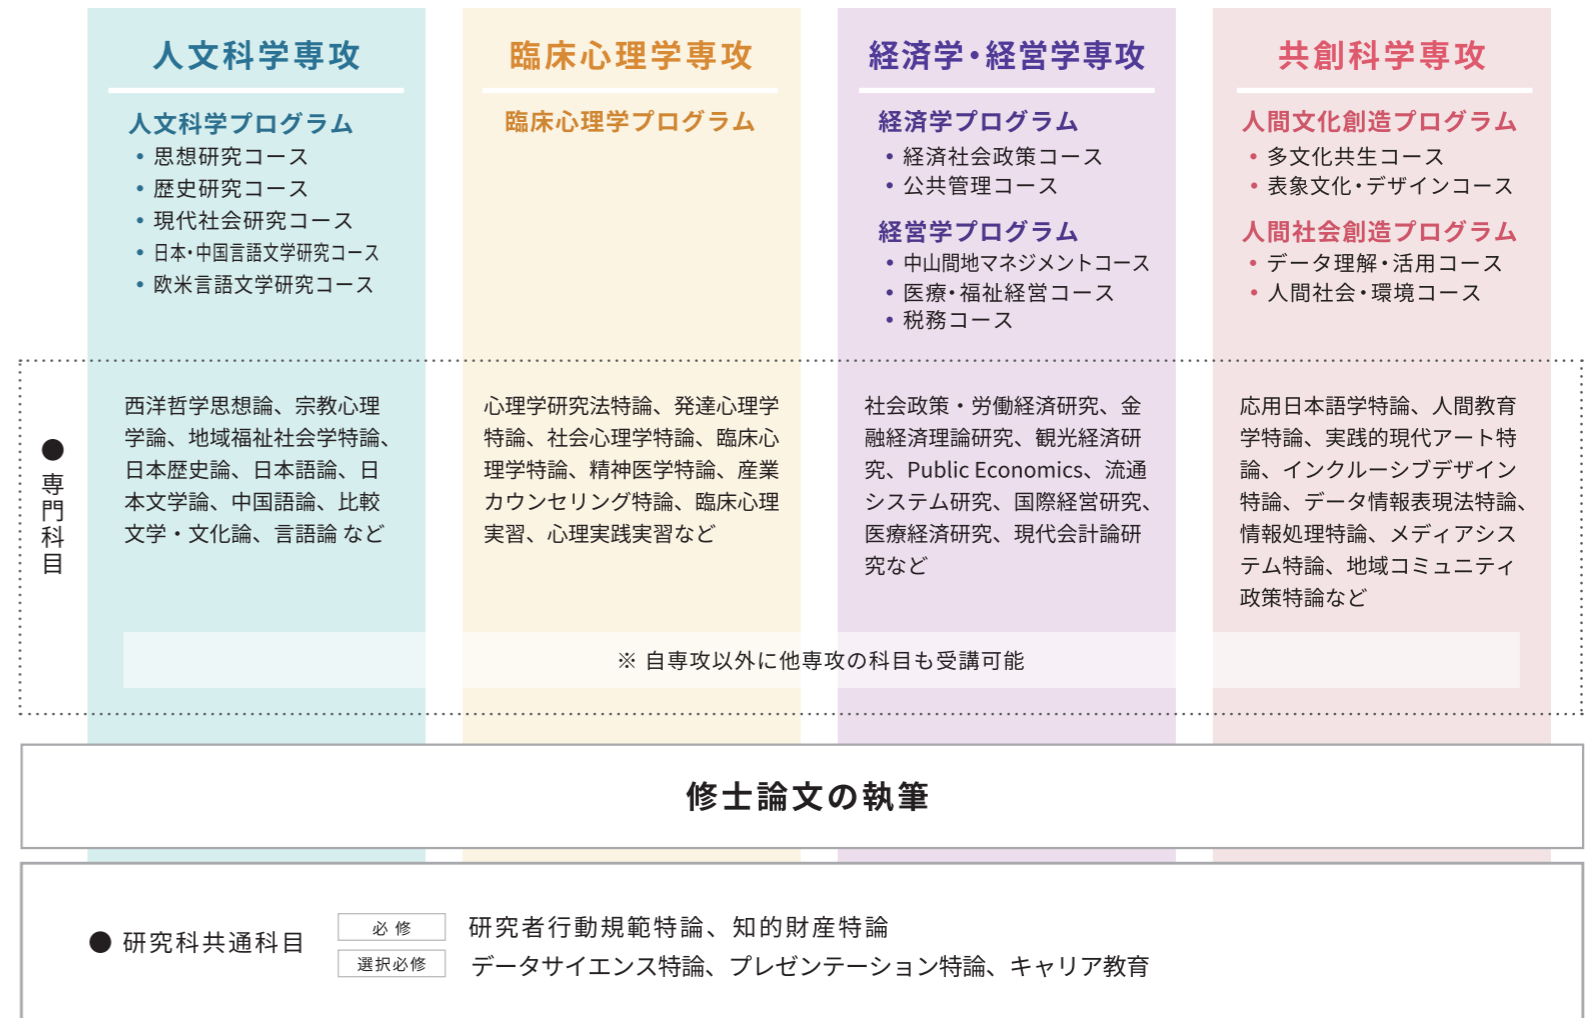 人文科学専攻
人文科学プログラム
• 思想研究コース
• 歴史研究コース
• 現代社会研究コース
• 日本・中国言語文学研究コース
• 欧米言語文学研究コース
臨床心理学専攻
臨床心理学プログラム
経済学・経営学専攻
経済学プログラム
• 経済社会政策コース
• 公共管理コース
経営学プログラム
• 中山間地マネジメントコース
• 医療・福祉経営コース
• 税務コース
共創科学専攻
人間文化創造プログラム
• 多文化共生コース
• 表象文化・デザインコース
人間社会創造プログラム
• データ理解・活用コース
• 人間社会・環境コース
● 専門科目
西洋哲学思想論、宗教心理
学論、地域福祉社会学特論、
日本歴史論、日本語論、日
本文学論、中国語論、比較
文学・文化論、言語論 など
心理学研究法特論、発達心理学
特論、社会心理学特論、臨床心
理学特論、精神医学特論、産業
カウンセリング特論、臨床心理
実習、心理実践実習など
社会政策・労働経済研究、金
融経済理論研究、観光経済研
究、Public Economics、流通
システム研究、国際経営研究、
医療経済研究、現代会計論研
究など
応用日本語学特論、人間教育
学特論、実践的現代アート特
論、インクルーシブデザイン
特論、データ情報表現法特論、
情報処理特論、メディアシス
テム特論、地域コミュニティ
政策特論など
※ 自専攻以外に他専攻の科目も受講可能
修士論文の執筆
● 研究科共通科目
必 修 研究者行動規範特論、知的財産特論
選択必修 データサイエンス特論、プレゼンテーション特論、キャリア教育